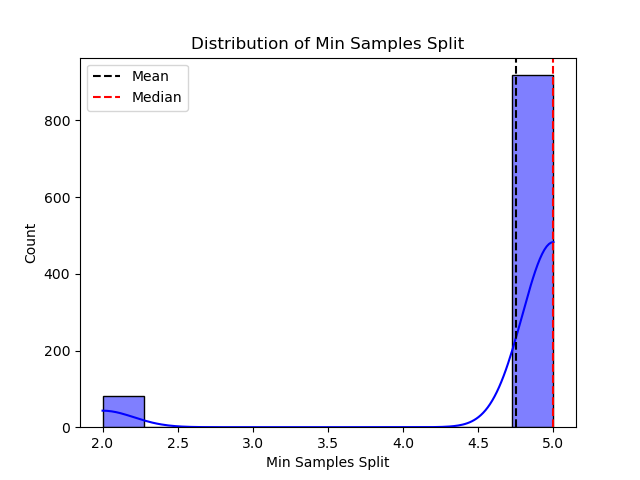 Distribution of Min Samples Split
Mean
Median
800
600
400
200
0
Count
2.0 2.5 3.0 3.5 4.0 4.5 5.0
Min Samples Split